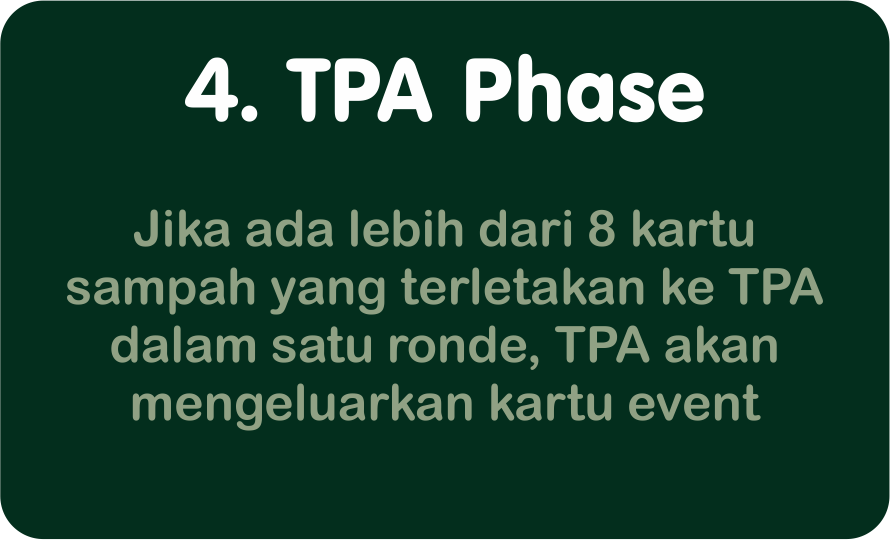 4. TPA Phase
Jika ada lebih dari 8 kartu
sampah yang terletakan ke TPA
dalam satu ronde, TPA akan
mengeluarkan kartu event